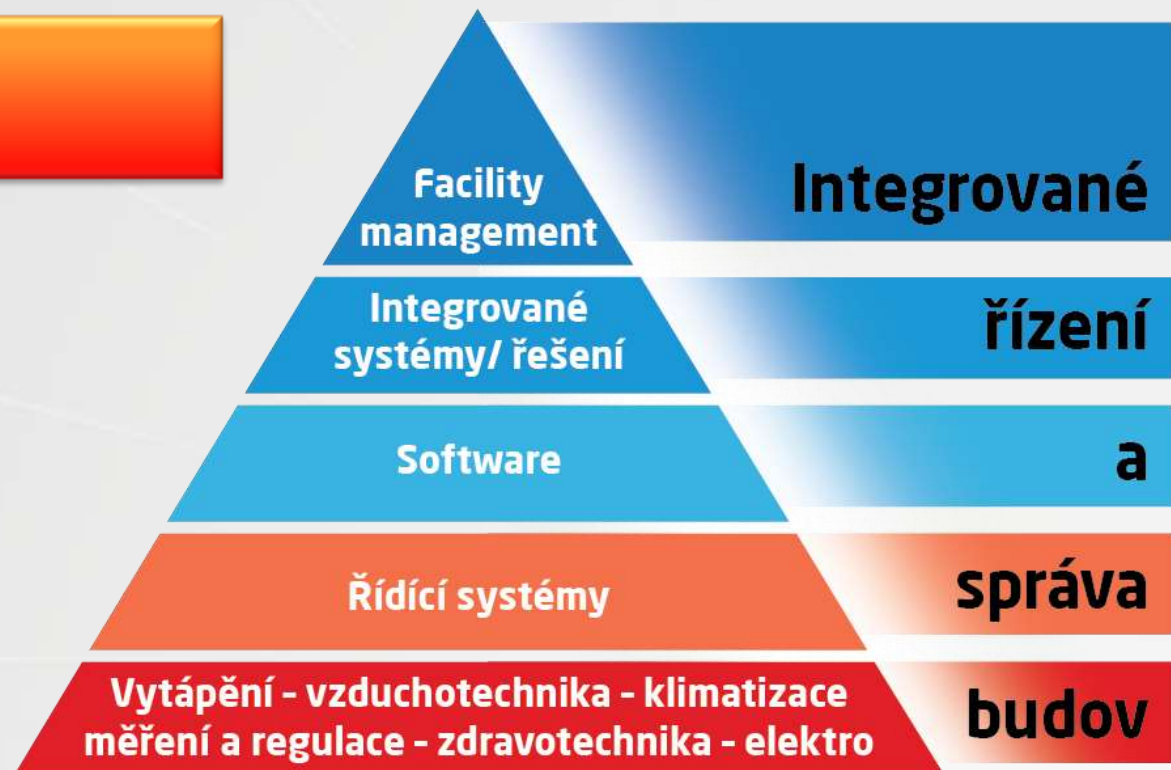 Facility
management
Integrované
Integrované
systémy/ řešení
řízení
Software
a
Řídící systémy
správa
Vytápění - vzduchotechnika - klimatizace
měření a regulace - zdravotechnika - elektro
budov